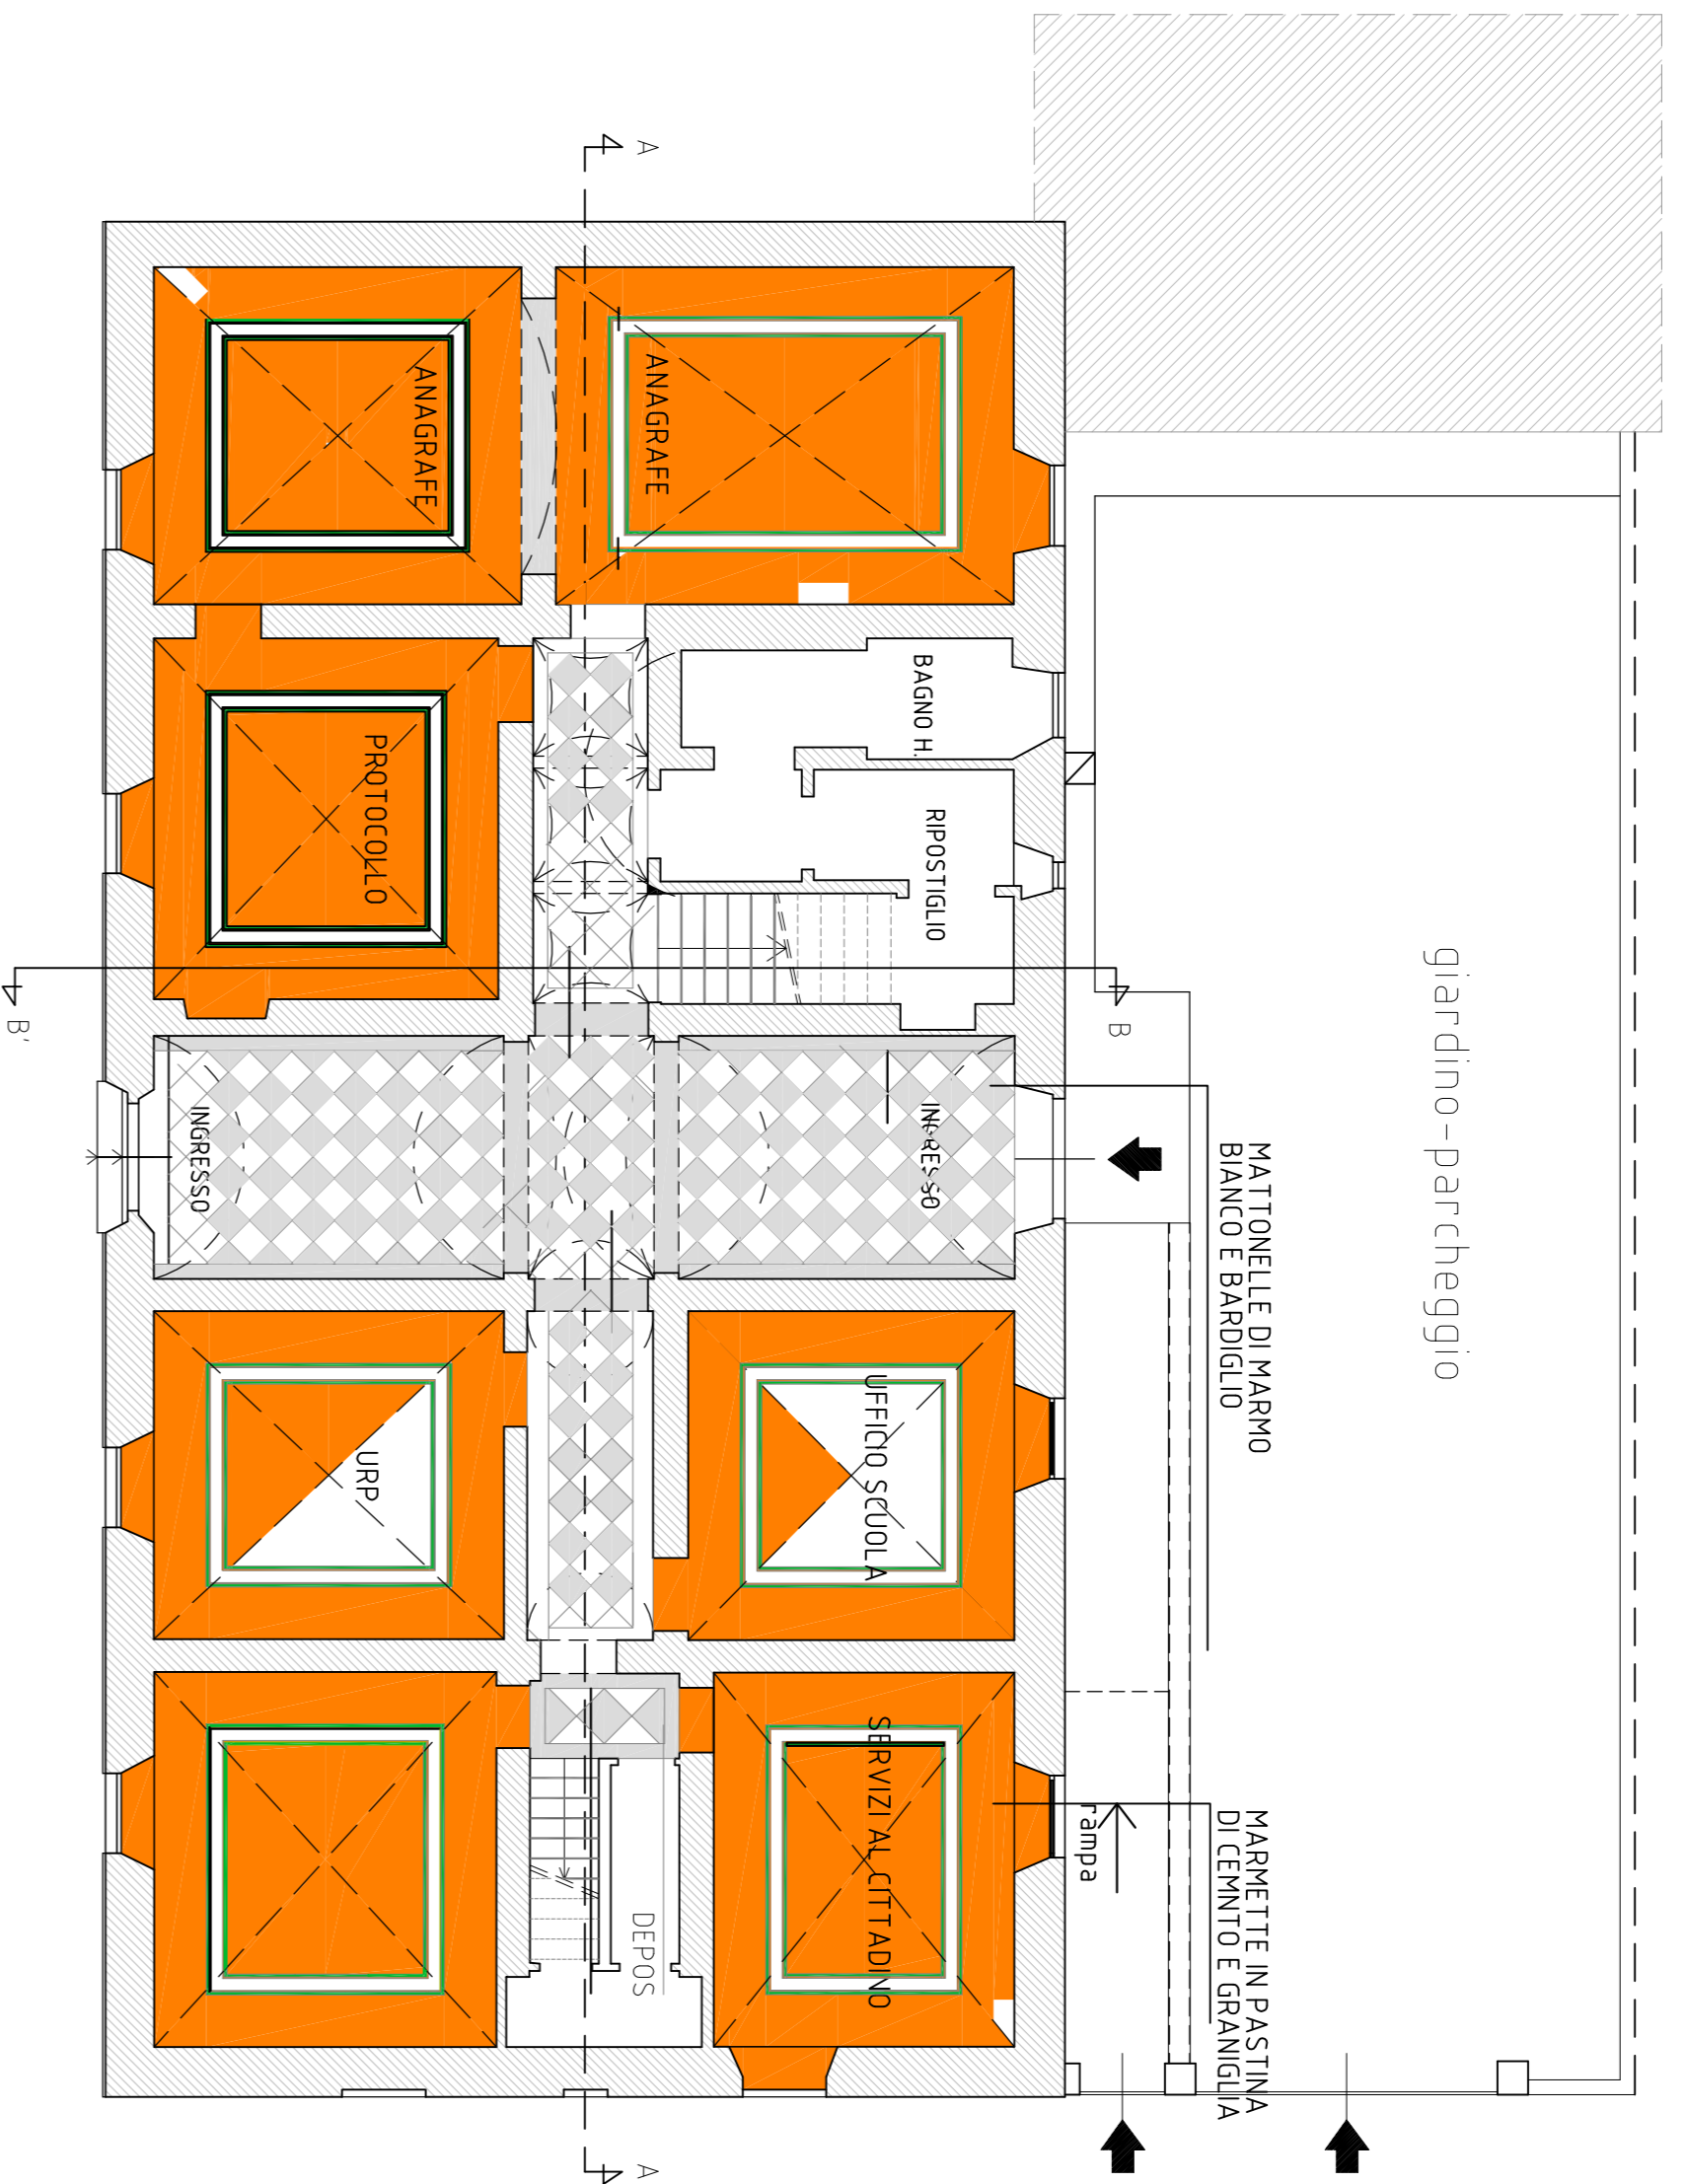 giardino-parcheggio
MATTONELLE DI MARMO
BIANCO E BARDIGLIO
MARMETTE IN PASTINA
DI CEMNTO E GRANIGLIA
rampa
B
BAGNO H.
RIPOSTIGLIO
INGRESSO
UFFICIO SCUOLA
SERVIZI AL CITTADINO
A
ANAGRAFE
DEPOS
A
ANAGRAFE
PROTOCOLLO
URP
INGRESSO
B'